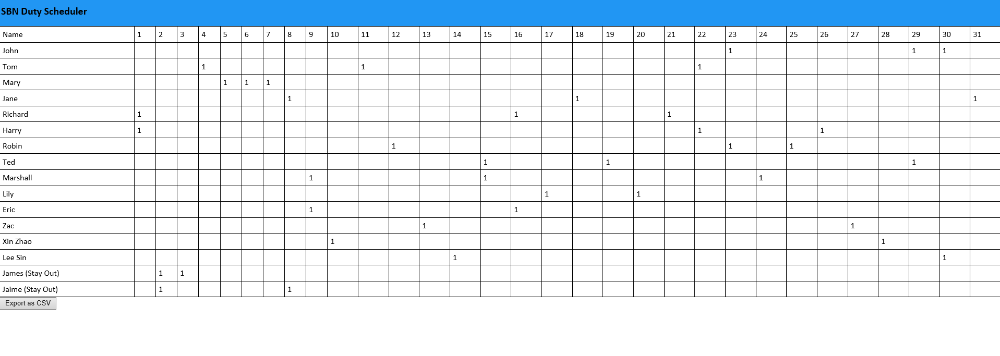 SBN Duty Scheduler
Name 1 2 3 4 5 6 7 8 9 10 11 12 13 14 15 16 17 18 19 20 21 22 23 24 25 26 27 28 29 30 31
John 1 1 1
Tom 1 1 1
Mary 1 1 1
Jane 1 1 1
Richard 1 1 1
Harry 1 1 1
Robin 1 1 1
Ted 1 1 1
Marshall 1 1 1
Lily 1 1
Eric 1 1
Zac 1 1
Xin Zhao 1 1
Lee Sin 1 1
James (Stay Out) 1 1
Jaime (Stay Out) 1 1
Export as CSV